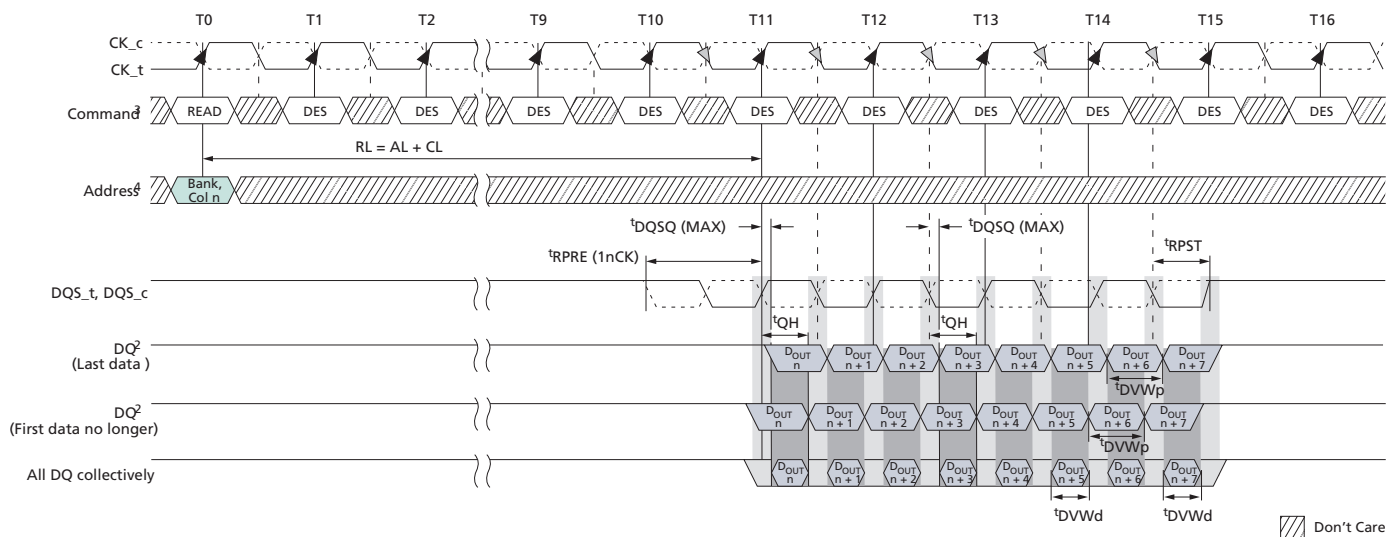 T0 T1 T2 T9 T10 T11 T12 T13 T14 T15 T16
CK_c
CK_t
Command3 READ DES DES DES DES DES DES DES DES DES DES
RL = AL + CL
Address4 Bank,
Col n
tDQSQ (MAX) tDQSQ (MAX)
tRPRE (1nCK) tRPST
DQS_t, DQS_c
tQH tQH
DQ2
(Last data )
DOUT n DOUT n + 1 DOUT n + 2 DOUT n + 3 DOUT n + 4 DOUT n + 5 DOUT n + 6 DOUT n + 7
tDVWp
DQ2
(First data no longer)
DOUT n DOUT n + 1 DOUT n + 2 DOUT n + 3 DOUT n + 4 DOUT n + 5 DOUT n + 6 DOUT n + 7
tDVWp
All DQ collectively
DOUT n DOUT n + 1 DOUT n + 2 DOUT n + 3 DOUT n + 4 DOUT n + 5 DOUT n + 6 DOUT n + 7
tDVWd tDVWd
Don't Care